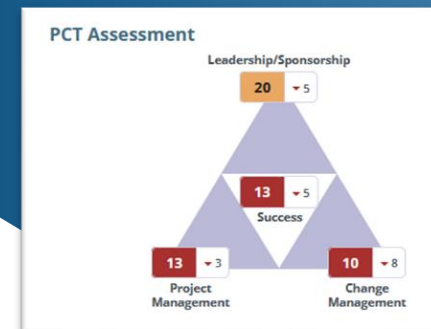 PCT Assessment
Leadership/Sponsorship
20 5
13 5
Success
13 3
10 8
Project
Management
Change
Management